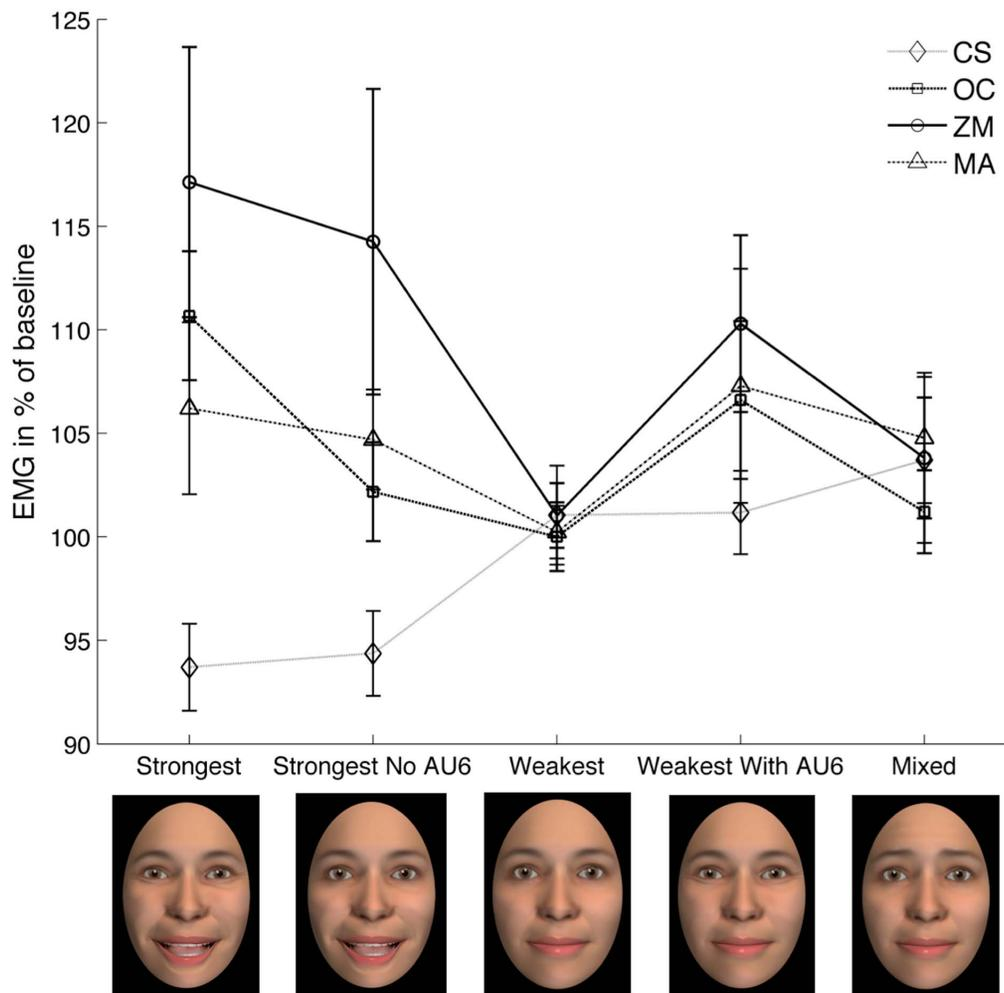 125
120
115
110
105
100
95
90
EMG in % of baseline
CS
OC
ZM
MA
Strongest
Strongest No AU6
Weakest
Weakest With AU6
Mixed